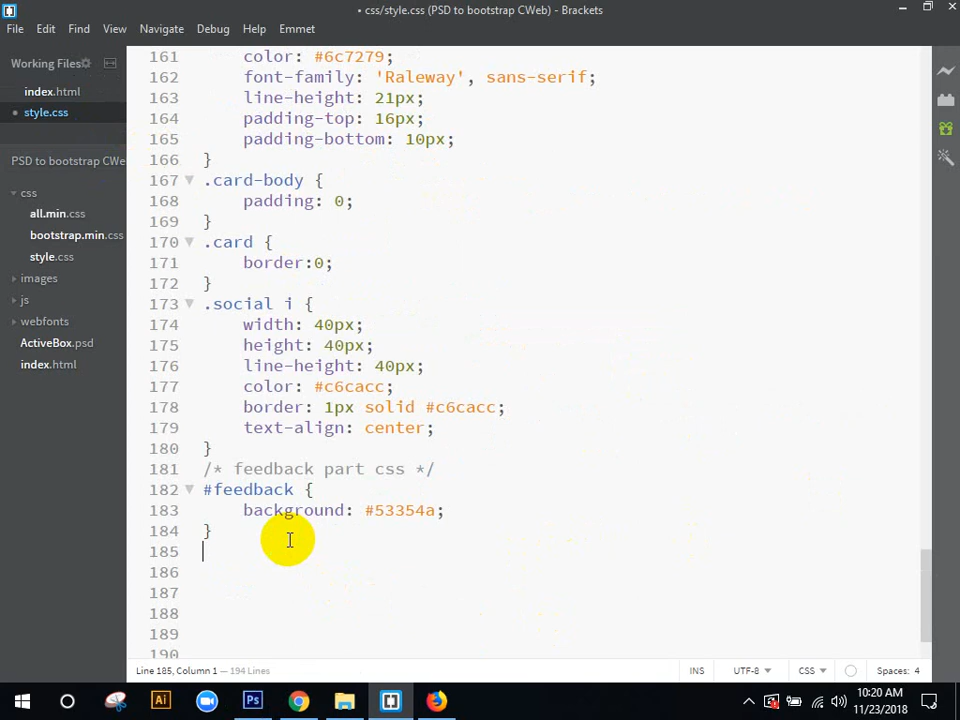 • css/style.css (PSD to bootstrap CWeb) - Brackets
File Edit Find View Navigate Debug Help Emmet
Working Files
index.html
• style.css
PSD to bootstrap CWe
css
all.min.css
bootstrap.min.css
style.css
images
js
webfonts
ActiveBox.psd
index.html
161 color: #6c7279;
162 font-family: 'Raleway', sans-serif;
163 line-height: 21px;
164 padding-top: 16px;
165 padding-bottom: 10px;
166 }
167 .card-body {
168 padding: 0;
169 }
170 .card {
171 border:0;
172 }
173 .social i {
174 width: 40px;
175 height: 40px;
176 line-height: 40px;
177 color: #c6cacc;
178 border: 1px solid #c6cacc;
179 text-align: center;
180 }
181 /* feedback part css */
182 #feedback {
183 background: #53354a;
184 }
185
186
187
188
189
190
Line 185, Column 1 — 194 Lines
INS UTF-8 CSS Spaces: 4
Ai Ps
10:20 AM
11/23/2018